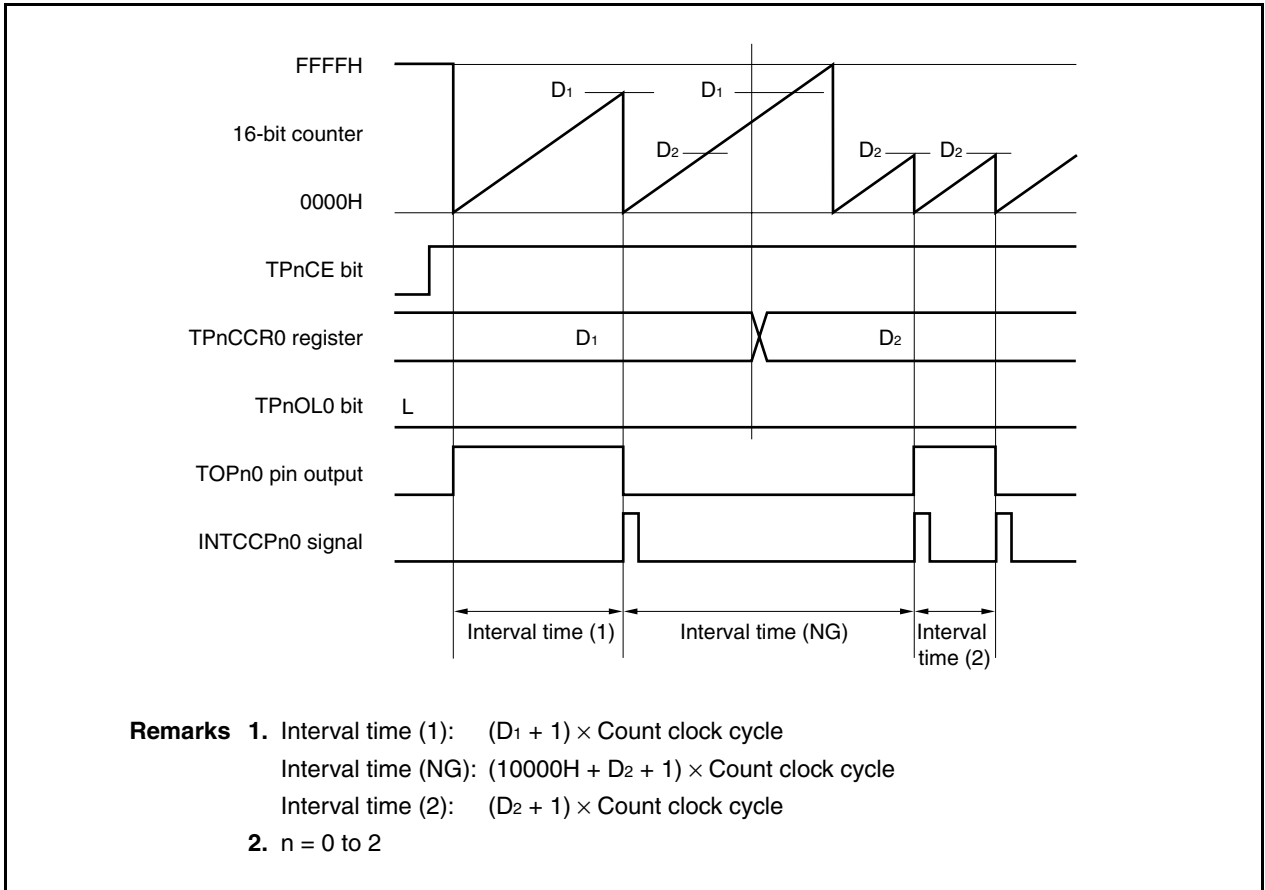 FFFFH
D1
D1
16-bit counter
D2
D2
D2
0000H
TPnCE bit
TPnCCR0 register
D1
D2
TPnOL0 bit
L
TOPn0 pin output
INTCCPn0 signal
Interval time (1)
Interval time (NG)
Interval
time (2)
Remarks 1. Interval time (1): (D1 + 1) × Count clock cycle
Interval time (NG): (10000H + D2 + 1) × Count clock cycle
Interval time (2): (D2 + 1) × Count clock cycle
2. n = 0 to 2